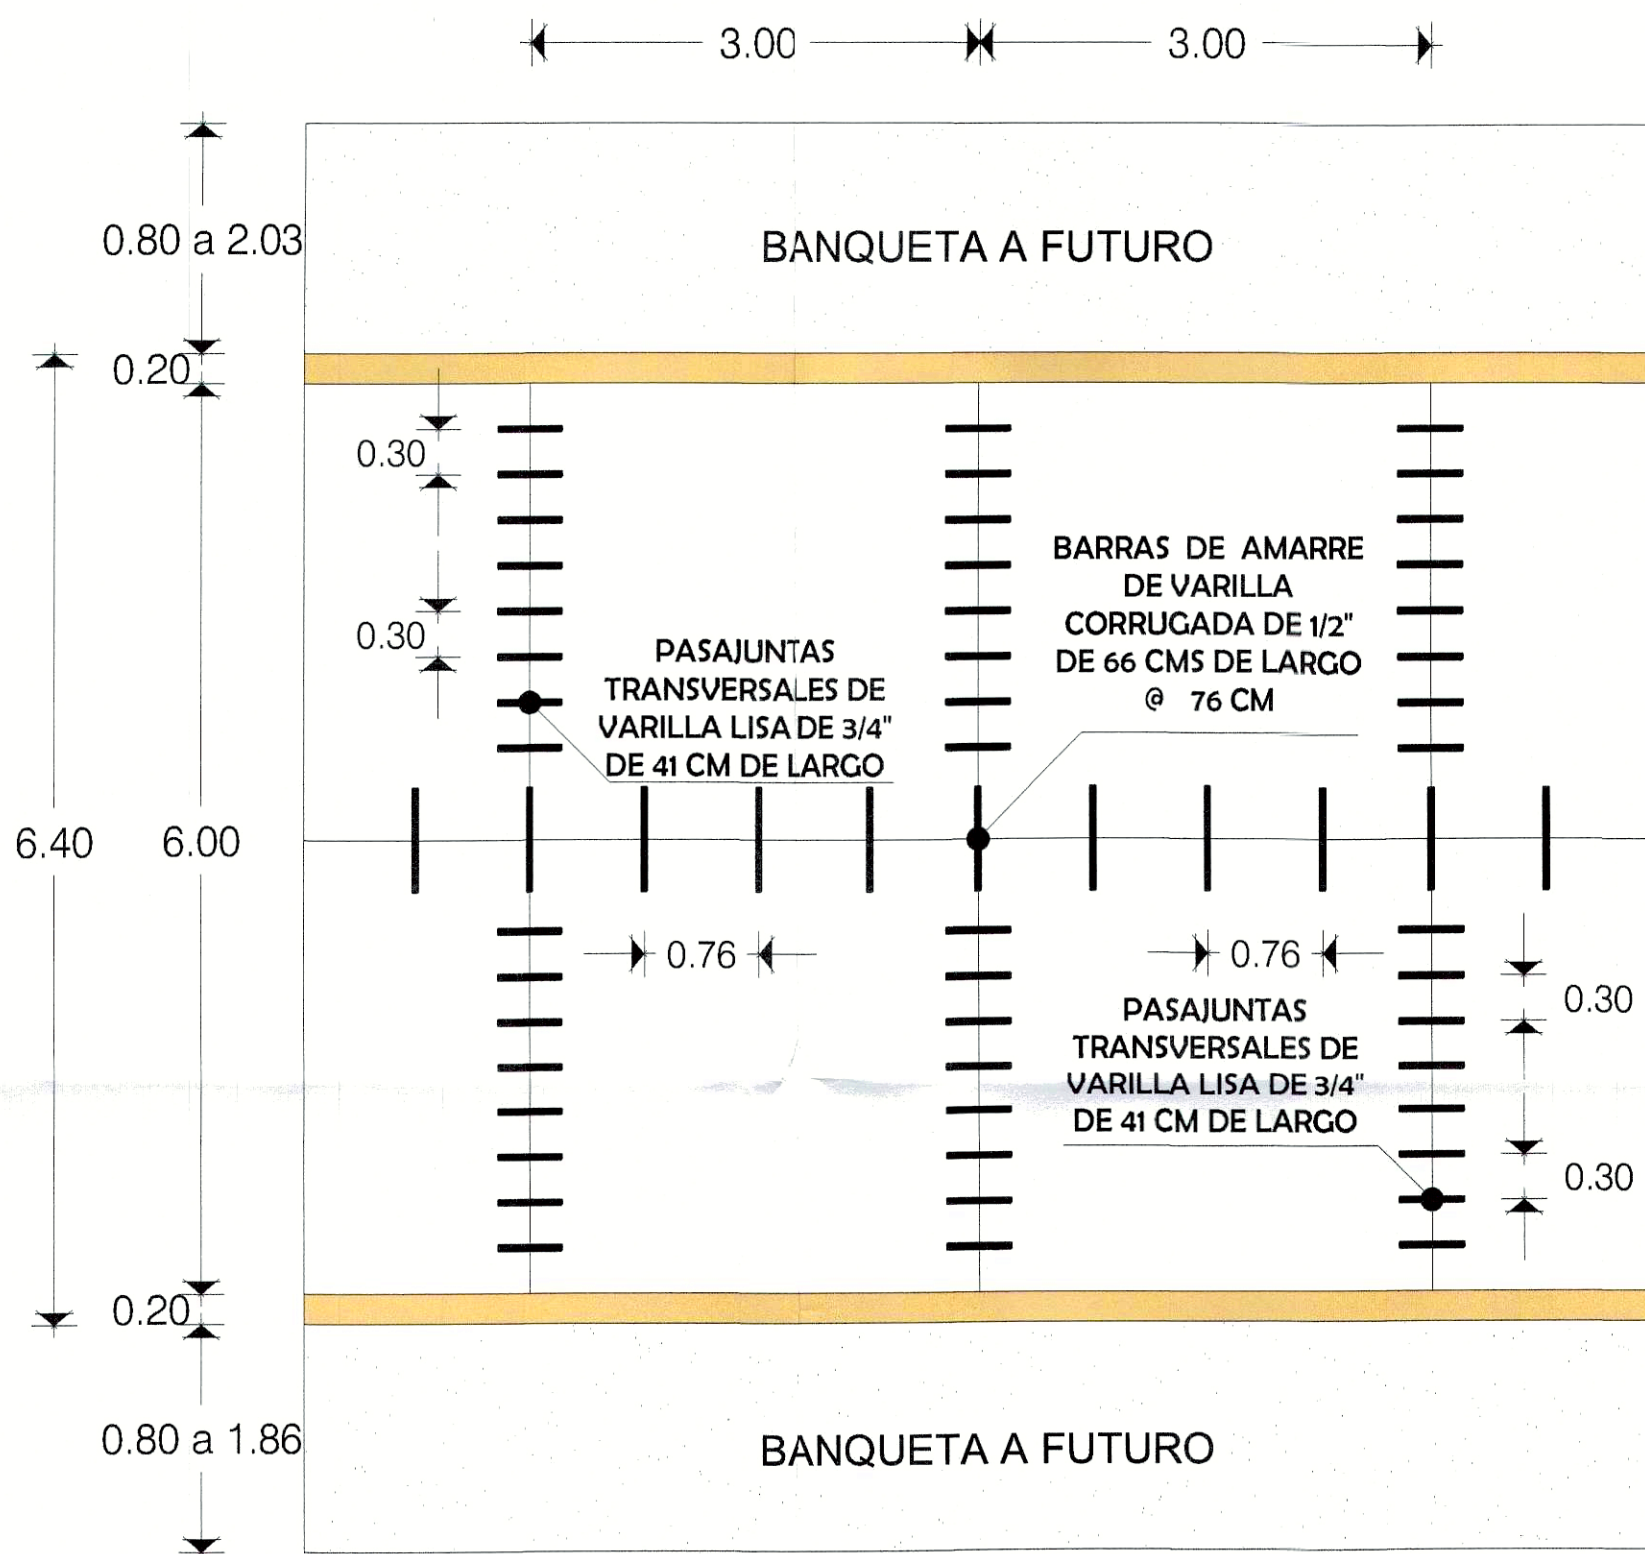 3.00
3.00
0.80 a 2.03
BANQUETA A FUTURO
0.20
0.30
BARRAS DE AMARRE
DE VARILLA
CORRUGADA DE 1/2"
DE 66 CMS DE LARGO
@ 76 CM
0.30
PASAJUNTAS
TRANSVERSALES DE
VARILLA LISA DE 3/4"
DE 41 CM DE LARGO
6.40
6.00
0.76
0.76
PASAJUNTAS
TRANSVERSALES DE
VARILLA LISA DE 3/4"
DE 41 CM DE LARGO
0.30
0.30
0.20
0.80 a 1.86
BANQUETA A FUTURO